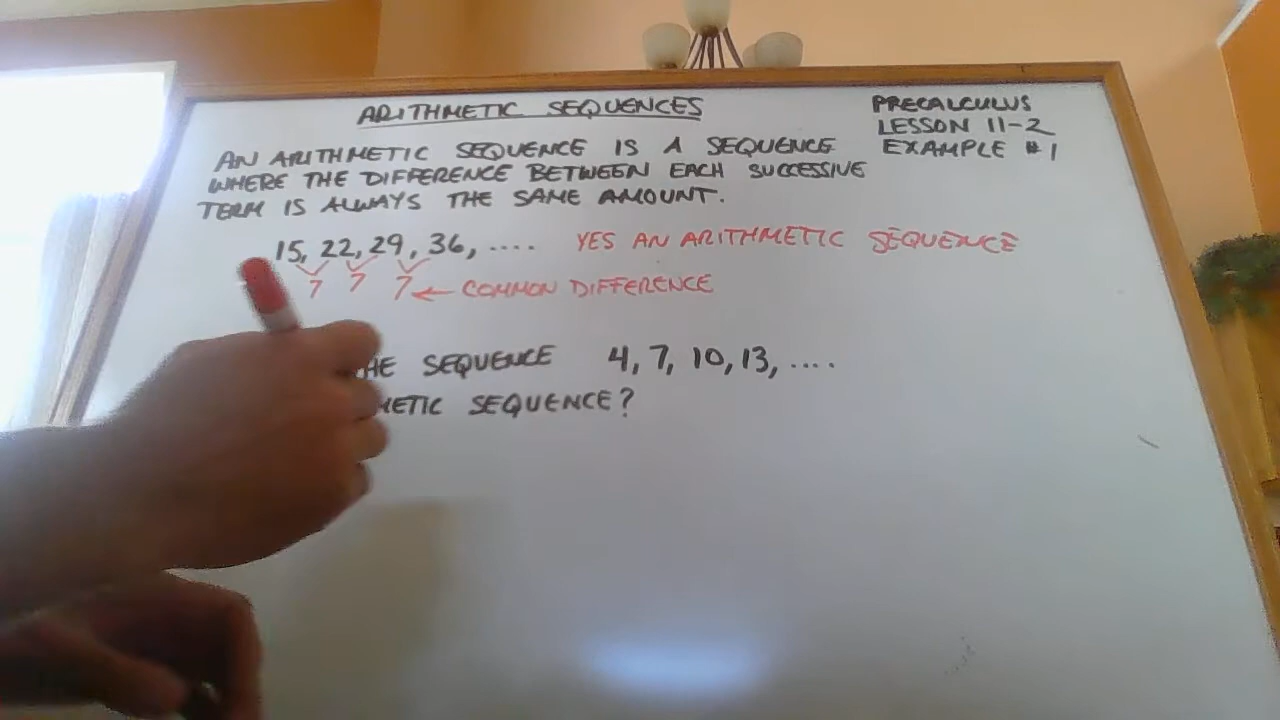 ARITHMETIC SEQUENCES
PRECALCULUS
LESSON 11-2
EXAMPLE #1
AN ARITHMETIC SEQUENCE IS A SEQUENCE
WHERE THE DIFFERENCE BETWEEN EACH SUCCESSIVE
TERM IS ALWAYS THE SAME AMOUNT.
15, 22, 29, 36, .... YES AN ARITHMETIC SEQUENCE
7 7 7 ← COMMON DIFFERENCE
SEQUENCE 4, 7, 10, 13, ....
SEQUENCE?